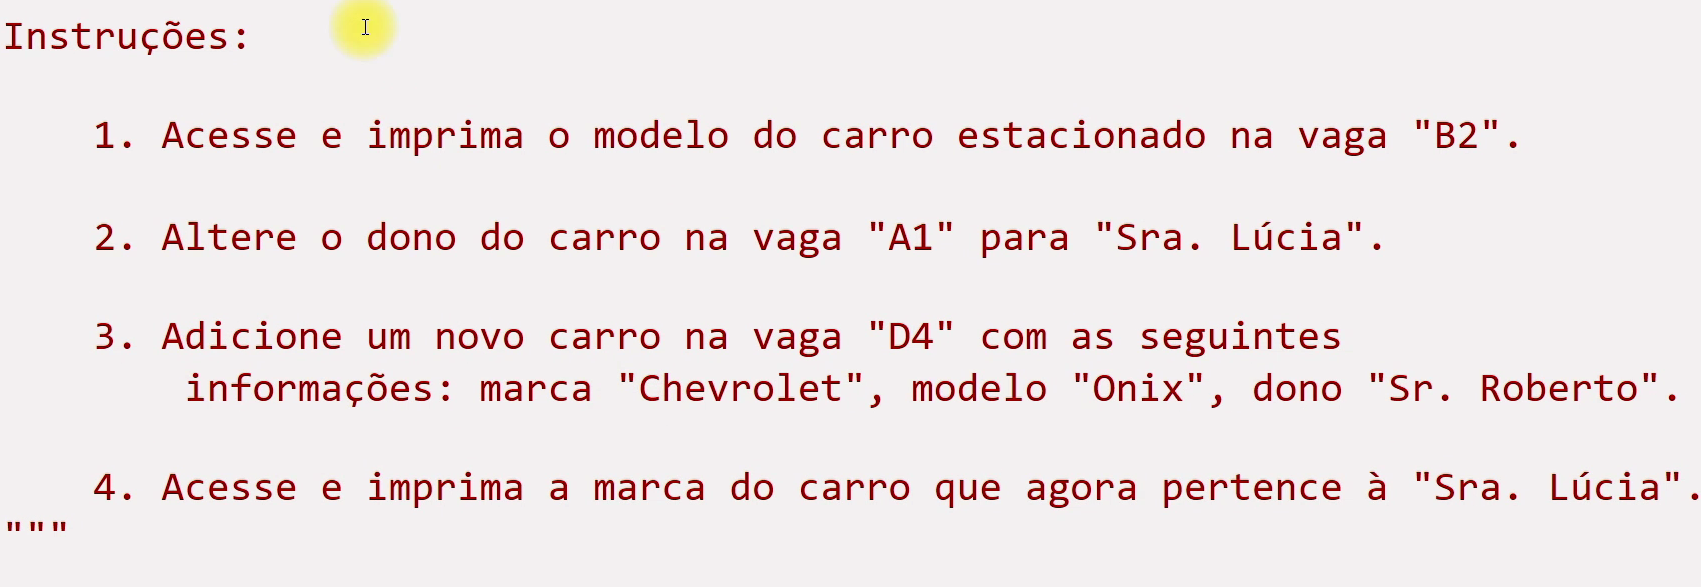 Instruções:
1. Acesse e imprima o modelo do carro estacionado na vaga "B2".
2. Altere o dono do carro na vaga "A1" para "Sra. Lúcia".
3. Adicione um novo carro na vaga "D4" com as seguintes
informações: marca "Chevrolet", modelo "Onix", dono "Sr. Roberto".
4. Acesse e imprima a marca do carro que agora pertence à "Sra. Lúcia".
"""